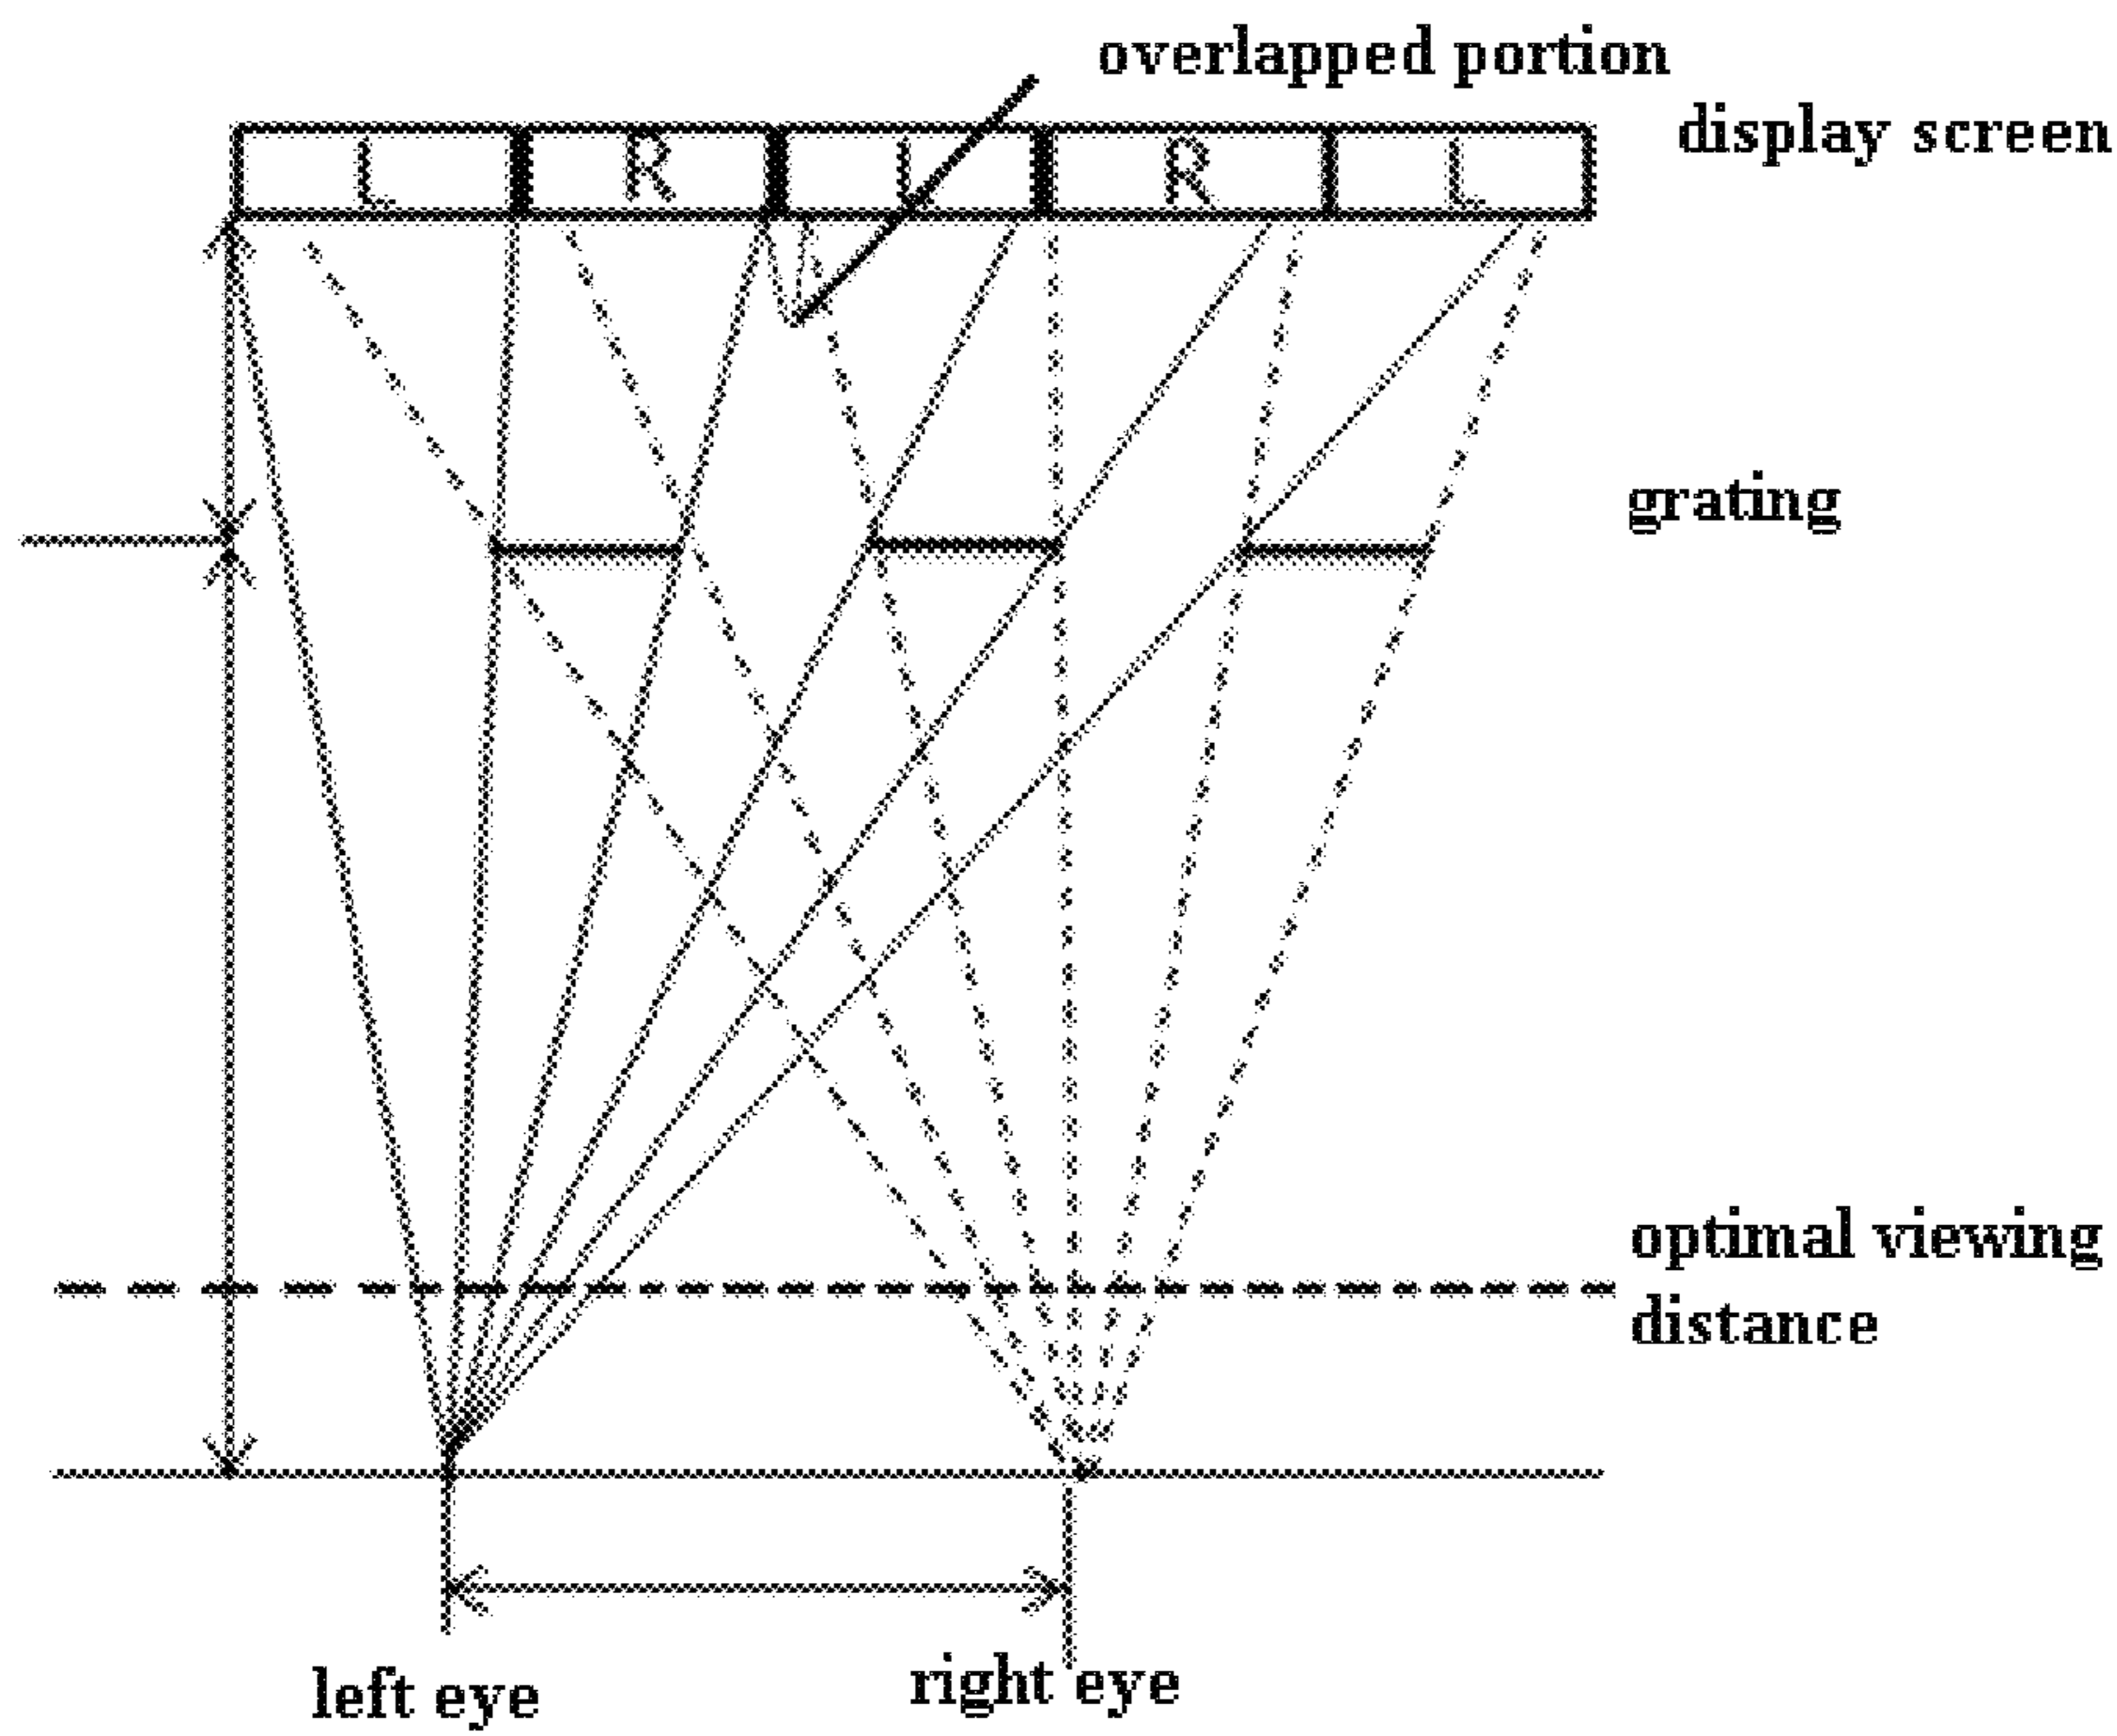 overlapped portion
display screen
L R L R L
grating
optimal viewing
distance
left eye
right eye